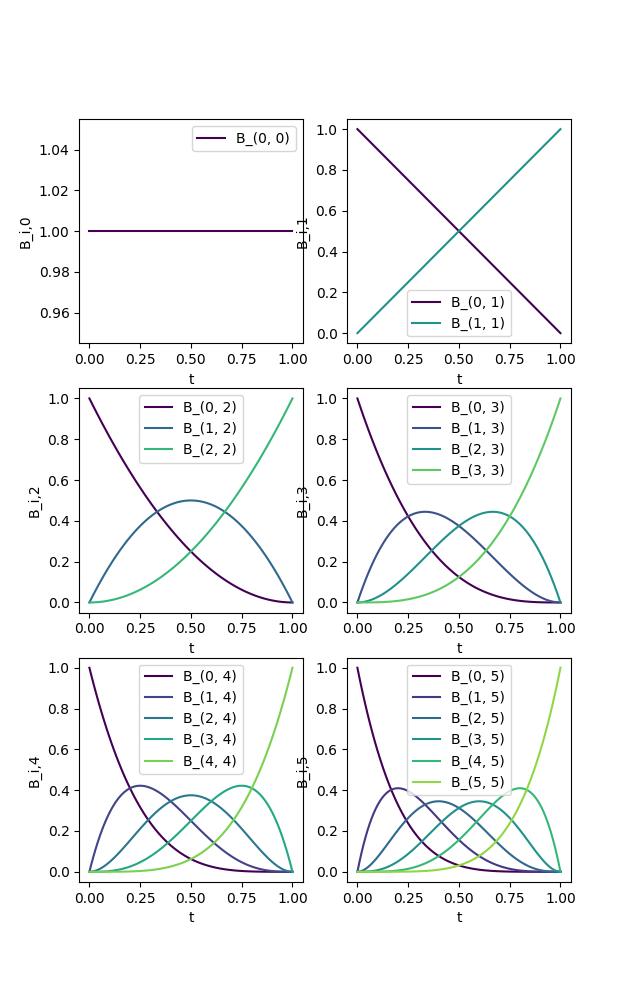 B_i,0
1.04
1.02
1.00
0.98
0.96
B_(0, 0)
0.00 0.25 0.50 0.75 1.00
t
B_i,1
1.0
0.8
0.6
0.4
0.2
0.0
B_(0, 1)
B_(1, 1)
0.00 0.25 0.50 0.75 1.00
t
B_i,2
1.0
0.8
0.6
0.4
0.2
0.0
B_(0, 2)
B_(1, 2)
B_(2, 2)
0.00 0.25 0.50 0.75 1.00
t
B_i,3
1.0
0.8
0.6
0.4
0.2
0.0
B_(0, 3)
B_(1, 3)
B_(2, 3)
B_(3, 3)
0.00 0.25 0.50 0.75 1.00
t
B_i,4
1.0
0.8
0.6
0.4
0.2
0.0
B_(0, 4)
B_(1, 4)
B_(2, 4)
B_(3, 4)
B_(4, 4)
0.00 0.25 0.50 0.75 1.00
t
B_i,5
1.0
0.8
0.6
0.4
0.2
0.0
B_(0, 5)
B_(1, 5)
B_(2, 5)
B_(3, 5)
B_(4, 5)
B_(5, 5)
0.00 0.25 0.50 0.75 1.00
t